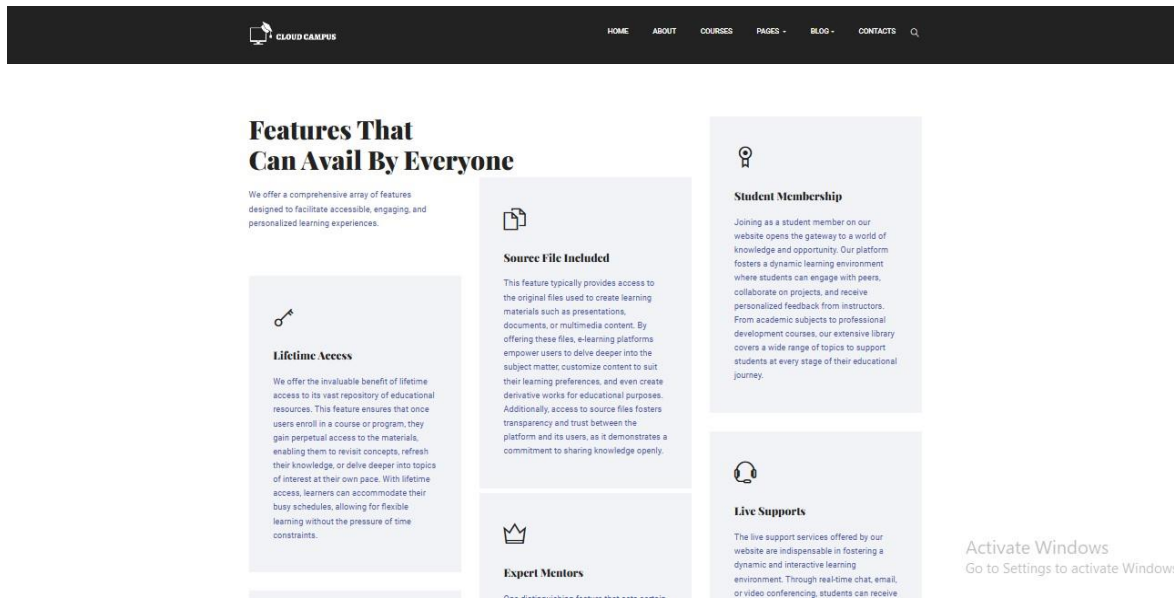 CLOUD CAMPUS
HOME ABOUT COURSES PAGES - BLOG - CONTACTS
Features That
Can Avail By Everyone
We offer a comprehensive array of features
designed to facilitate accessible, engaging, and
personalized learning experiences.
Lifetime Access
We offer the invaluable benefit of lifetime
access to its vast repository of educational
resources. This feature ensures that once
users enroll in a course or program, they
gain perpetual access to the materials,
enabling them to revisit concepts, refresh
their knowledge, or delve deeper into topics
of interest at their own pace. With lifetime
access, learners can accommodate their
busy schedules, allowing for flexible
learning without the pressure of time
constraints.
Source File Included
This feature typically provides access to
the original files used to create learning
materials such as presentations,
documents, or multimedia content. By
offering these files, e-learning platforms
empower users to delve deeper into the
subject matter, customize content to suit
their learning preferences, and even create
derivative works for educational purposes.
Additionally, access to source files fosters
transparency and trust between the
platform and its users, as it demonstrates a
commitment to sharing knowledge openly.
Expert Mentors
One distinguishing feature that sets certain
Student Membership
Joining as a student member on our
website opens the gateway to a world of
knowledge and opportunity. Our platform
fosters a dynamic learning environment
where students can engage with peers,
collaborate on projects, and receive
personalized feedback from instructors.
From academic subjects to professional
development courses, our extensive library
covers a wide range of topics to support
students at every stage of their educational
journey.
Live Supports
The live support services offered by our
website are indispensable in fostering a
dynamic and interactive learning
environment. Through real-time chat, email,
or video conferencing, students can receive
Activate Windows
Go to Settings to activate Windows